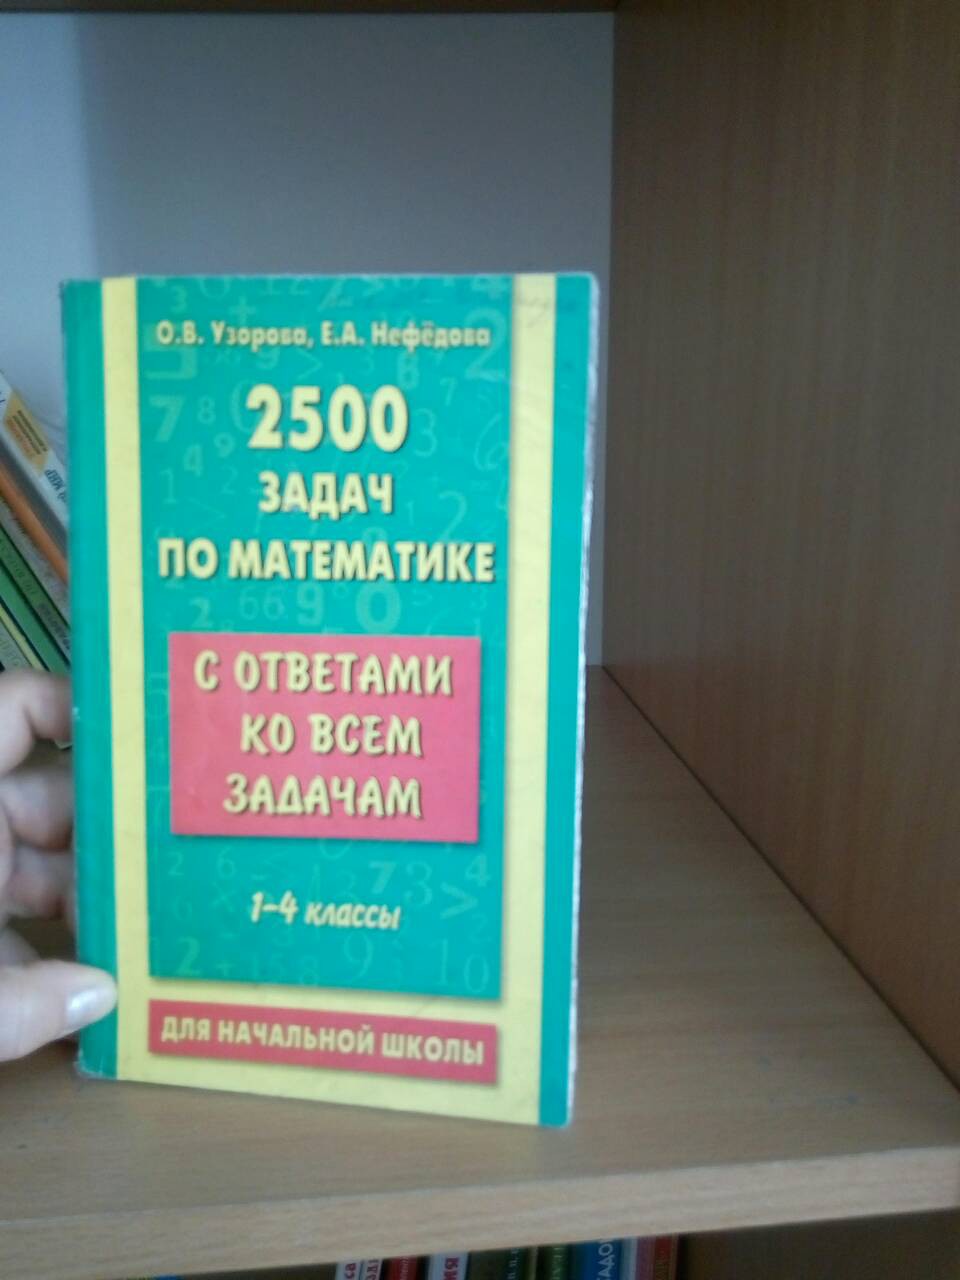 О.В. Узорова, Е.А. Нефёдова
2500
ЗАДАЧ
ПО МАТЕМАТИКЕ
С ОТВЕТАМИ
КО ВСЕМ
ЗАДАЧАМ
1-4 классы
ДЛЯ НАЧАЛЬНОЙ ШКОЛЫ